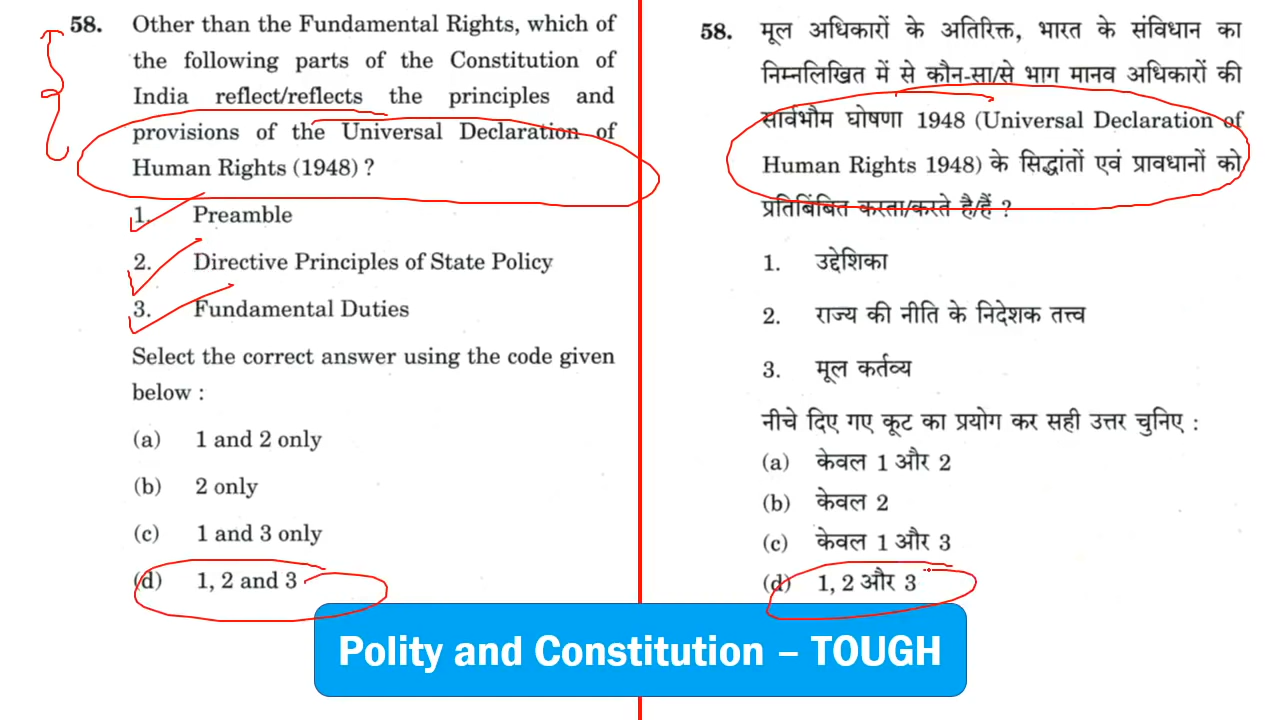 58. Other than the Fundamental Rights, which of
the following parts of the Constitution of
India reflect/reflects the principles and
provisions of the Universal Declaration of
Human Rights (1948) ?
1. Preamble
2. Directive Principles of State Policy
3. Fundamental Duties
Select the correct answer using the code given
below :
(a) 1 and 2 only
(b) 2 only
(c) 1 and 3 only
(d) 1, 2 and 3
58. मूल अधिकारों के अतिरिक्त, भारत के संविधान का
निम्नलिखित में से कौन-सा/से भाग मानव अधिकारों की
सार्वभौम घोषणा 1948 (Universal Declaration of
Human Rights 1948) के सिद्धांतों एवं प्रावधानों को
प्रतिबिंबित करता/करते है/हैं ?
1. उद्देशिका
2. राज्य की नीति के निदेशक तत्त्व
3. मूल कर्तव्य
नीचे दिए गए कूट का प्रयोग कर सही उत्तर चुनिए :
(a) केवल 1 और 2
(b) केवल 2
(c) केवल 1 और 3
(d) 1, 2 और 3
Polity and Constitution – TOUGH